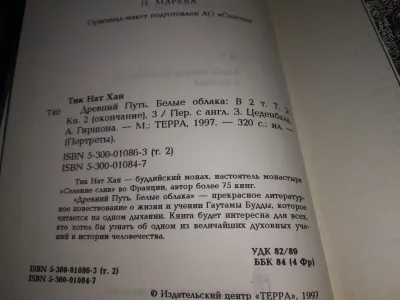 Н. МАРЕВА
Оригинал-макет подготовлен АО «Селена»
Тик Нат Хан
Т40 Древний Путь. Белые облака: В 2 т. Т. 2.
Кн. 2 (окончание). 3 / Пер. с англ. З. Цеденбала,
А. Гиршона. — М.: ТЕРРА, 1997. — 320 с.: ил. —
(Портреты).
ISBN 5-300-01086-3 (т. 2)
ISBN 5-300-01084-7
Тик Нат Хан — буддийский монах, настоятель монастыря
«Селение слив» во Франции, автор более 75 книг.
«Древний Путь. Белые облака» — прекрасное литератур-
ное повествование о жизни и учении Гаутамы Будды, которое
читается на одном дыхании. Книга будет интересна для всех,
кто хотел бы узнать об одном из величайших духовных уче-
ний в истории человечества.
УДК 82/89
ББК 84 (4 Фр)
ISBN 5-300-01086-3 (т. 2)
ISBN 5-300-01084-7
© Издательский центр «ТЕРРА», 1997